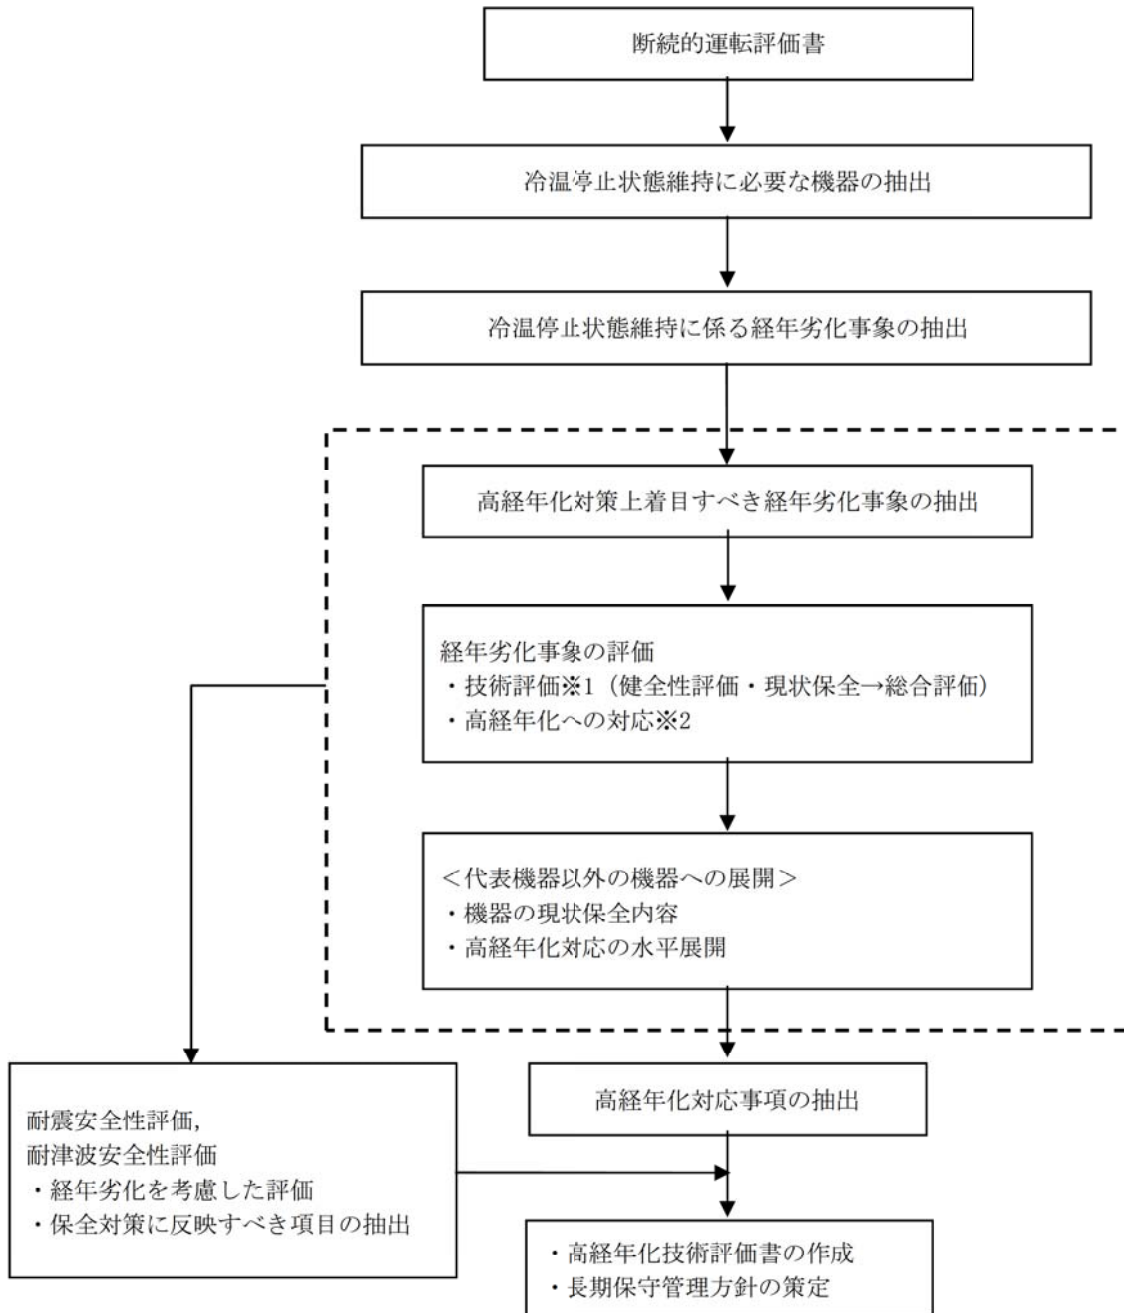 断続的運転評価書
冷温停止状態維持に必要な機器の抽出
冷温停止状態維持に係る経年劣化事象の抽出
高経年化対策上着目すべき経年劣化事象の抽出
経年劣化事象の評価
・技術評価※1（健全性評価・現状保全→総合評価）
・高経年化への対応※2
＜代表機器以外の機器への展開＞
・機器の現状保全内容
・高経年化対応の水平展開
高経年化対応事項の抽出
耐震安全性評価,
耐津波安全性評価
・経年劣化を考慮した評価
・保全対策に反映すべき項目の抽出
・高経年化技術評価書の作成
・長期保守管理方針の策定